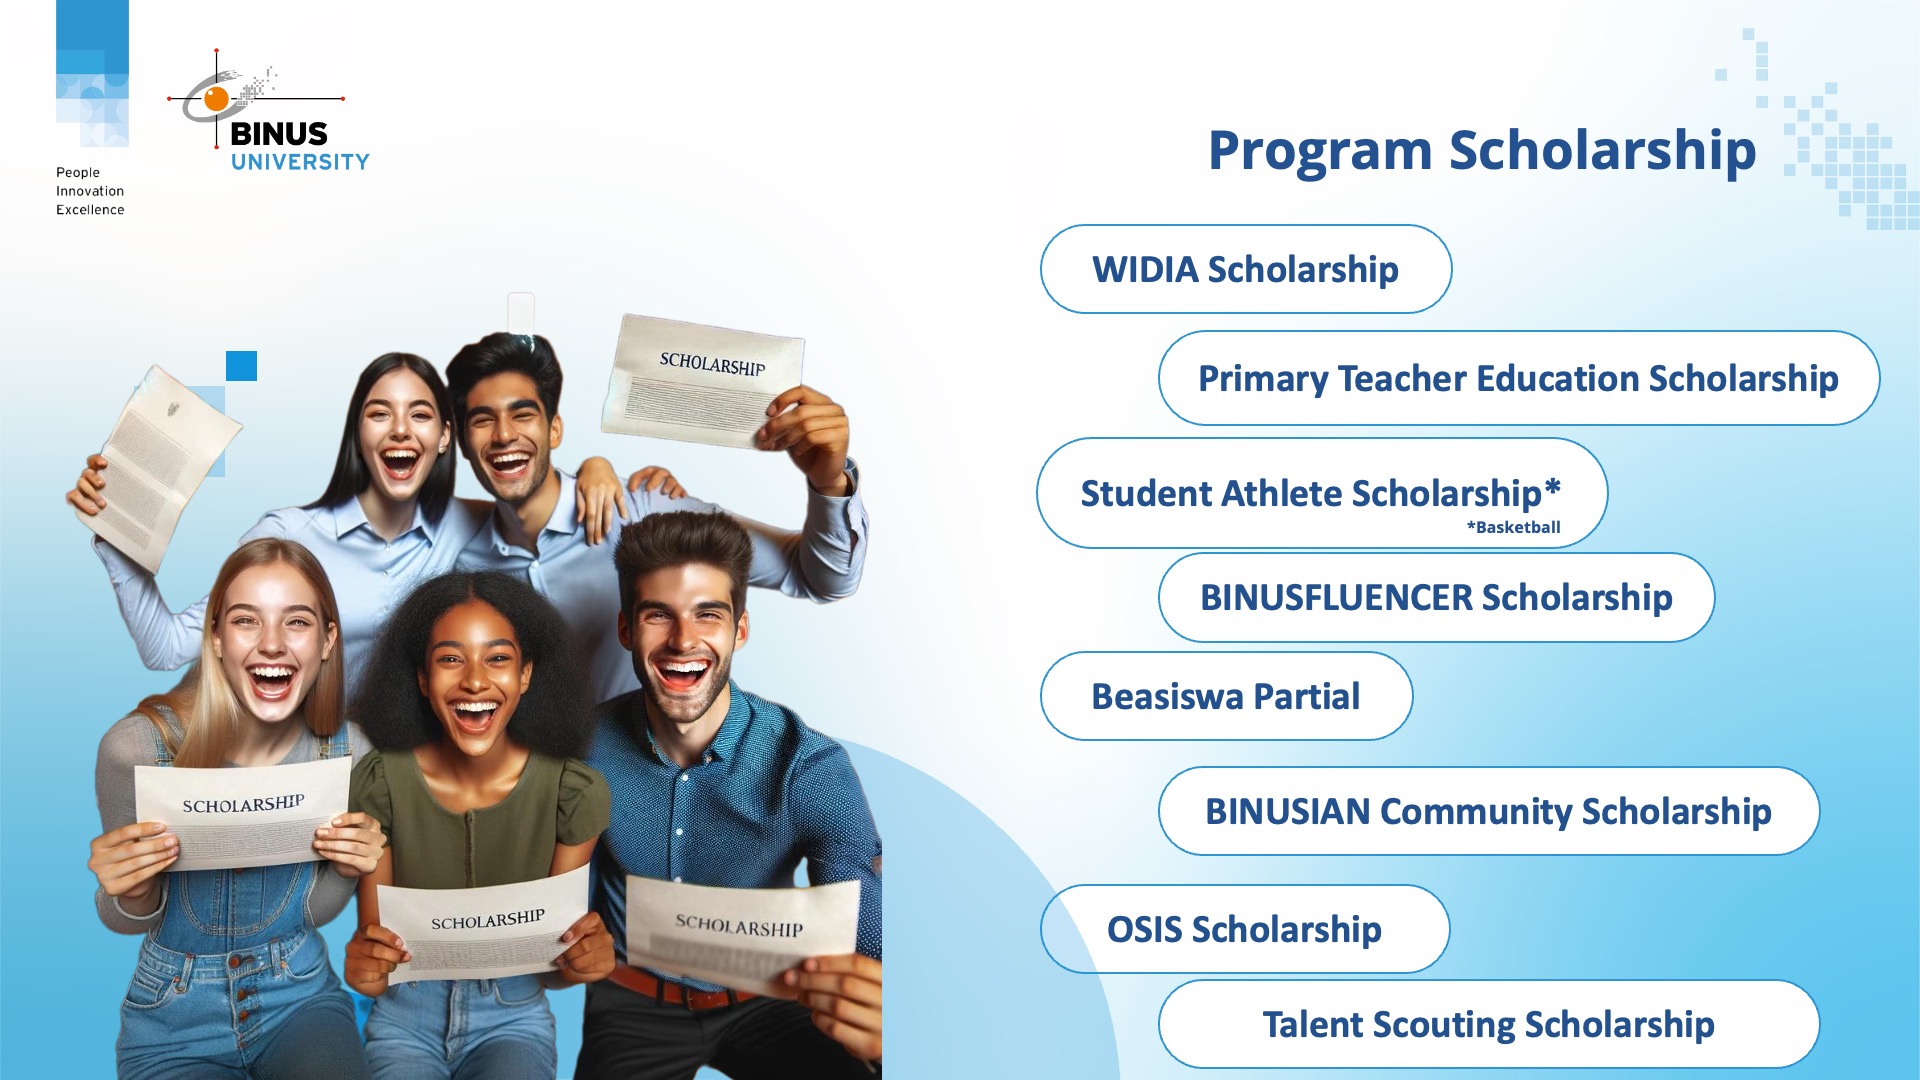 People
Innovation
Excellence
BINUS
UNIVERSITY
Program Scholarship
WIDIA Scholarship
Primary Teacher Education Scholarship
Student Athlete Scholarship*
*Basketball
BINUSFLUENCER Scholarship
Beasiswa Partial
BINUSIAN Community Scholarship
OSIS Scholarship
Talent Scouting Scholarship
SCHOLARSHIP
SCHOLARSHIP
SCHOLARSHIP
SCHOLARSHIP